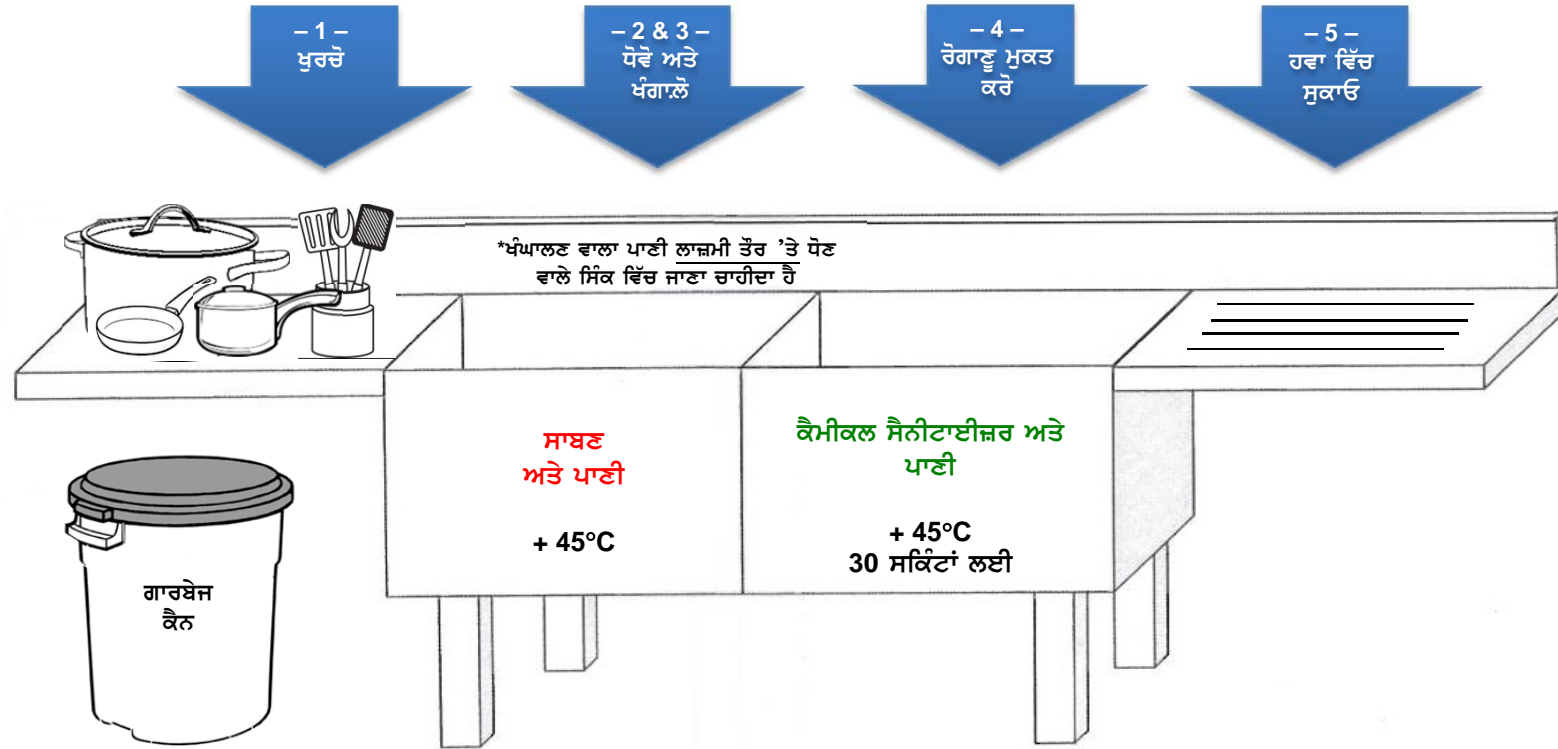 – 1 –
ਖੁਰਚੋ
– 2 & 3 –
ਧੋਵੋ ਅਤੇ
ਖੰਗਾਲ਼ੋ
– 4 –
ਰੋਗਾਣੂ ਮੁਕਤ
ਕਰੋ
– 5 –
ਹਵਾ ਵਿੱਚ
ਸੁਕਾਓ
*ਖੰਘਾਲਣ ਵਾਲਾ ਪਾਣੀ ਲਾਜ਼ਮੀ ਤੌਰ ’ਤੇ ਧੋਣ
ਵਾਲੇ ਸਿੰਕ ਵਿੱਚ ਜਾਣਾ ਚਾਹੀਦਾ ਹੈ
ਸਾਬਣ
ਅਤੇ ਪਾਣੀ
+ 45°C
ਕੈਮੀਕਲ ਸੈਨੀਟਾਈਜ਼ਰ ਅਤੇ
ਪਾਣੀ
+ 45°C
30 ਸਕਿੰਟਾਂ ਲਈ
ਗਾਰਬੇਜ
ਕੈਨ